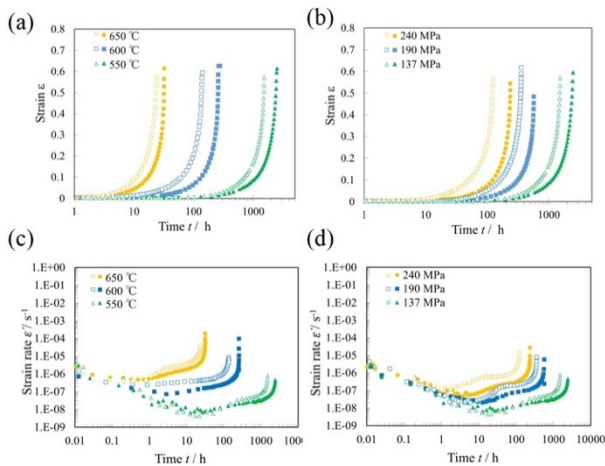 (a)
Strain ε
0.8
0.7
0.6
0.5
0.4
0.3
0.2
0.1
0
650 ℃
600 ℃
550 ℃
1 10 100 1000
Time t / h
(b)
Strain ε
0.8
0.7
0.6
0.5
0.4
0.3
0.2
0.1
0
240 MPa
190 MPa
137 MPa
1 10 100 1000
Time t / h
(c)
Strain rate ε' / s⁻¹
1.E+00
1.E-01
1.E-02
1.E-03
1.E-04
1.E-05
1.E-06
1.E-07
1.E-08
1.E-09
650 ℃
600 ℃
550 ℃
0.01 0.1 1 10 100 1000 1000
Time t / h
(d)
Strain rate ε' / s⁻¹
1.E+00
1.E-01
1.E-02
1.E-03
1.E-04
1.E-05
1.E-06
1.E-07
1.E-08
1.E-09
240 MPa
190 MPa
137 MPa
0.01 0.1 1 10 100 1000 10000
Time t / h